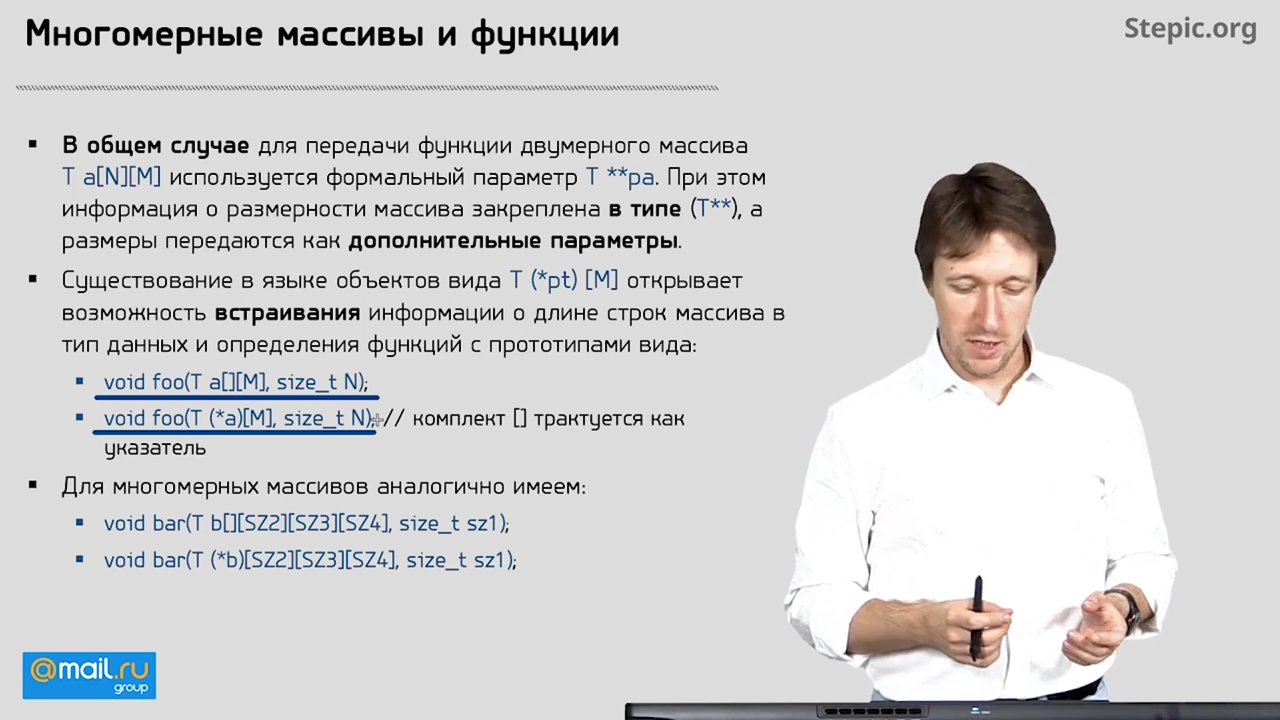 Многомерные массивы и функции
Stepic.org
▪ В общем случае для передачи функции двумерного массива
T a[N][M] используется формальный параметр T **pa. При этом
информация о размерности массива закреплена в типе (T**), а
размеры передаются как дополнительные параметры.
▪ Существование в языке объектов вида T (*pt) [M] открывает
возможность встраивания информации о длине строк массива в
тип данных и определения функций с прототипами вида:
▪ void foo(T a[][M], size_t N);
▪ void foo(T (*a)[M], size_t N); // комплект [] трактуется как
указатель
▪ Для многомерных массивов аналогично имеем:
▪ void bar(T b[][SZ2][SZ3][SZ4], size_t sz1);
▪ void bar(T (*b)[SZ2][SZ3][SZ4], size_t sz1);
@mail.ru
group